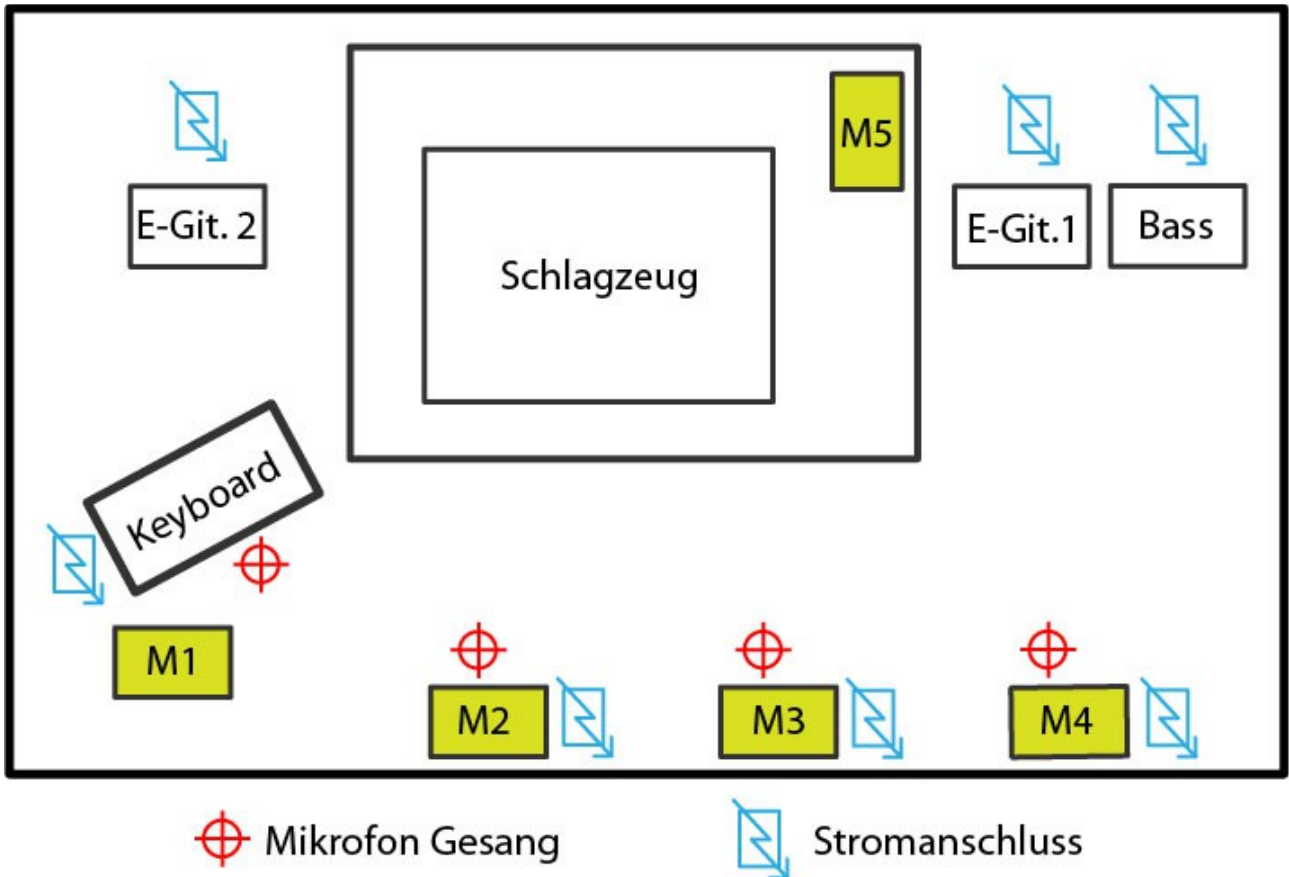 M5
E-Git. 2
E-Git.1
Bass
Schlagzeug
Keyboard
M1
M2
M3
M4
Mikrofon Gesang
Stromanschluss